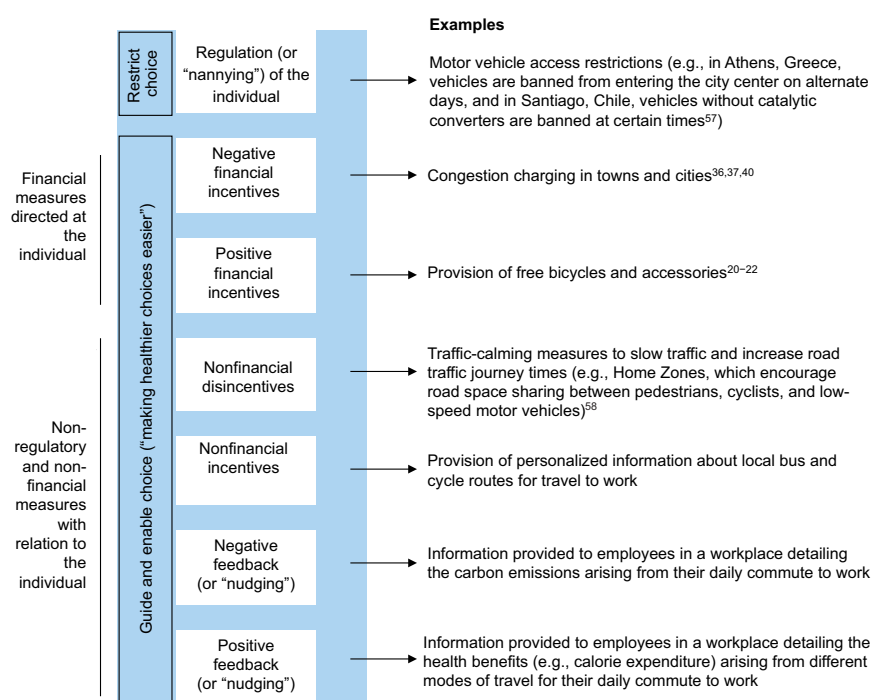 Examples
Restrict
choice
Regulation (or
“nannying”) of the
individual
Motor vehicle access restrictions (e.g., in Athens, Greece,
vehicles are banned from entering the city center on alternate
days, and in Santiago, Chile, vehicles without catalytic
converters are banned at certain times57)
Financial
measures
directed at
the
individual
Guide and enable choice (“making healthier choices easier”)
Negative
financial
incentives
Congestion charging in towns and cities36,37,40
Positive
financial
incentives
Provision of free bicycles and accessories20–22
Non-
regulatory
and non-
financial
measures
with
relation to
the
individual
Nonfinancial
disincentives
Traffic-calming measures to slow traffic and increase road
traffic journey times (e.g., Home Zones, which encourage
road space sharing between pedestrians, cyclists, and low-
speed motor vehicles)58
Nonfinancial
incentives
Provision of personalized information about local bus and
cycle routes for travel to work
Negative
feedback
(or “nudging”)
Information provided to employees in a workplace detailing
the carbon emissions arising from their daily commute to work
Positive
feedback
(or “nudging”)
Information provided to employees in a workplace detailing the
health benefits (e.g., calorie expenditure) arising from different
modes of travel for their daily commute to work